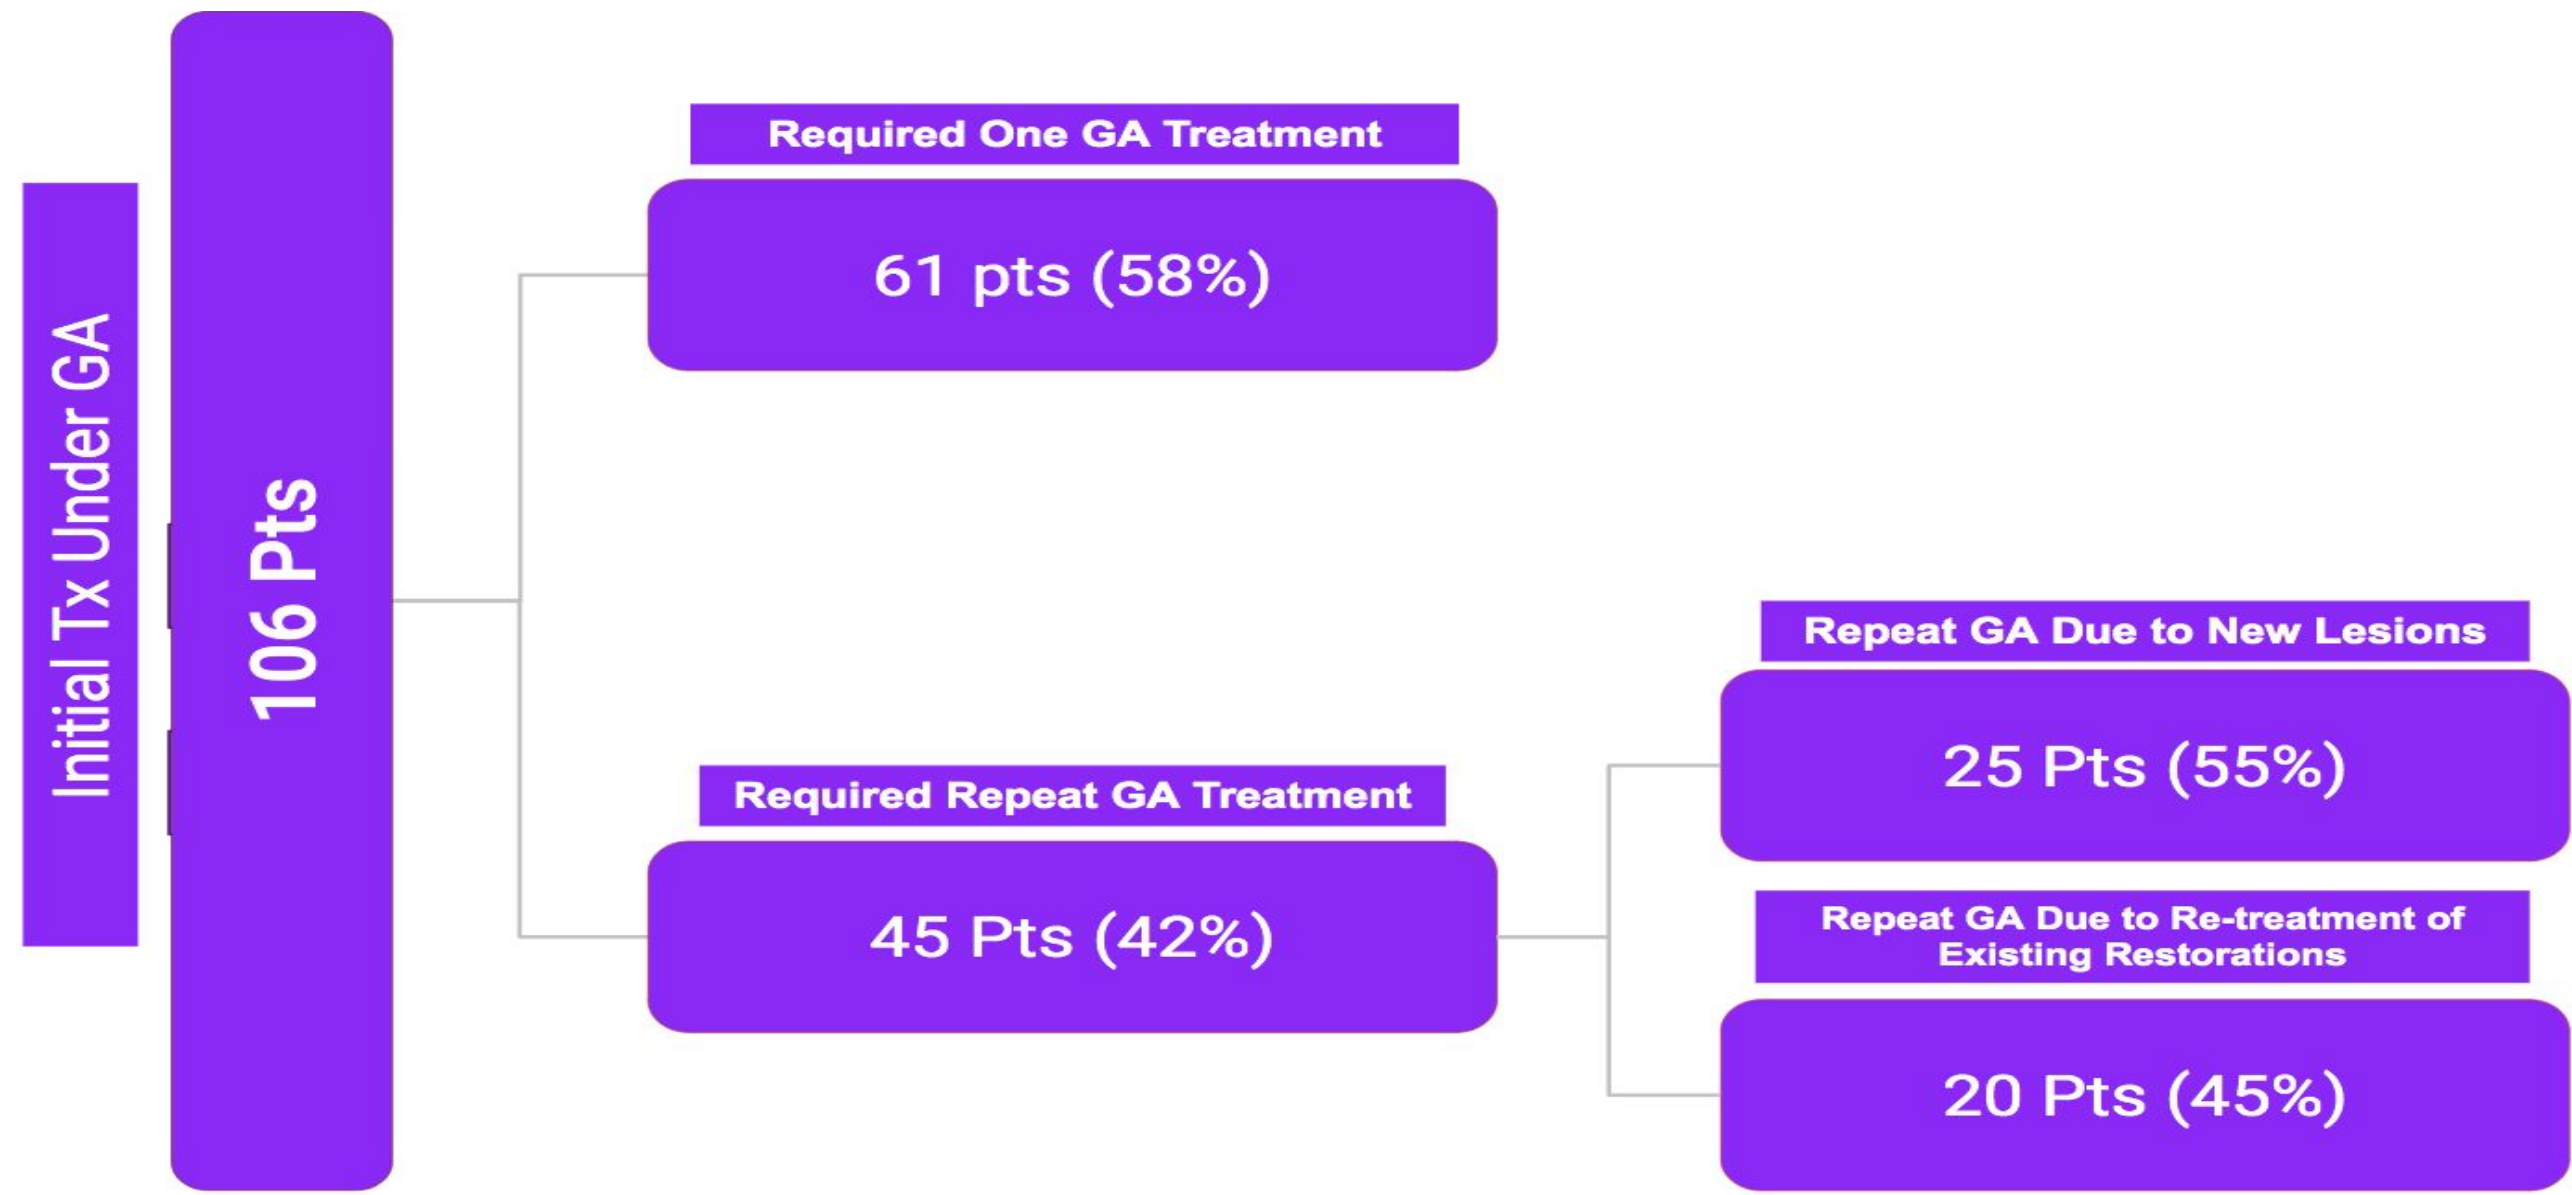 Initial Tx Under GA
106 Pts
Required One GA Treatment
61 pts (58%)
Required Repeat GA Treatment
45 Pts (42%)
Repeat GA Due to New Lesions
25 Pts (55%)
Repeat GA Due to Re-treatment of
Existing Restorations
20 Pts (45%)